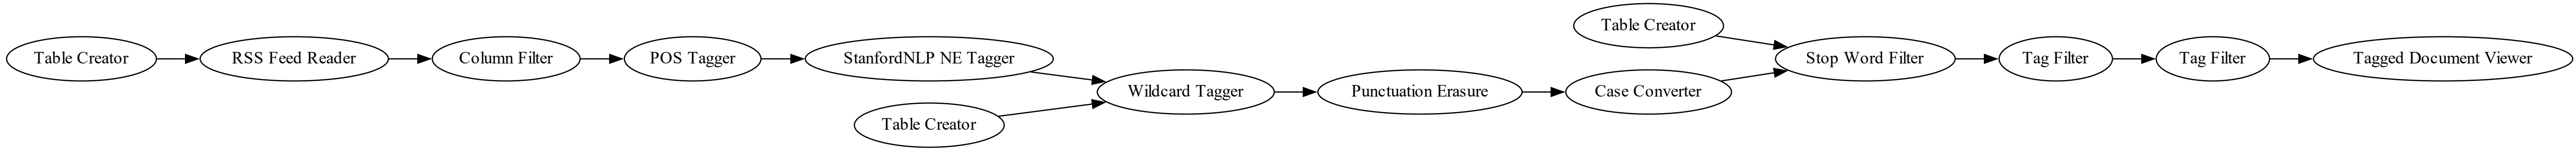 Table Creator
RSS Feed Reader
Column Filter
POS Tagger
StanfordNLP NE Tagger
Table Creator
Wildcard Tagger
Punctuation Erasure
Case Converter
Table Creator
Stop Word Filter
Tag Filter
Tag Filter
Tagged Document Viewer